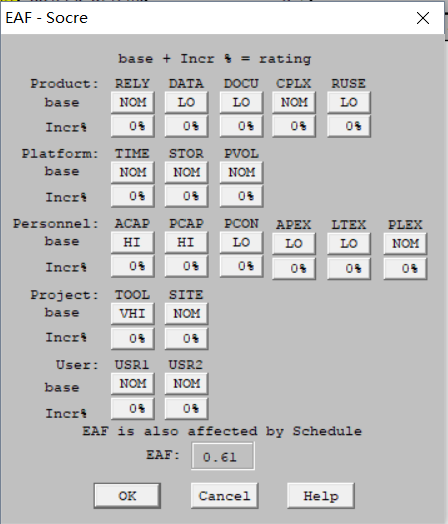 EAF - Socre
base + Incr % = rating
Product: RELY DATA DOCU CPLX RUSE
base NOM LO LO NOM LO
Incr% 0% 0% 0% 0% 0%
Platform: TIME STOR PVOL
base NOM NOM NOM
Incr% 0% 0% 0%
Personnel: ACAP PCAP PCON APEX LTEX PLEX
base HI HI LO LO LO NOM
Incr% 0% 0% 0% 0% 0% 0%
Project: TOOL SITE
base VHI NOM
Incr% 0% 0%
User: USR1 USR2
base NOM NOM
Incr% 0% 0%
EAF is also affected by Schedule
EAF: 0.61
OK Cancel Help